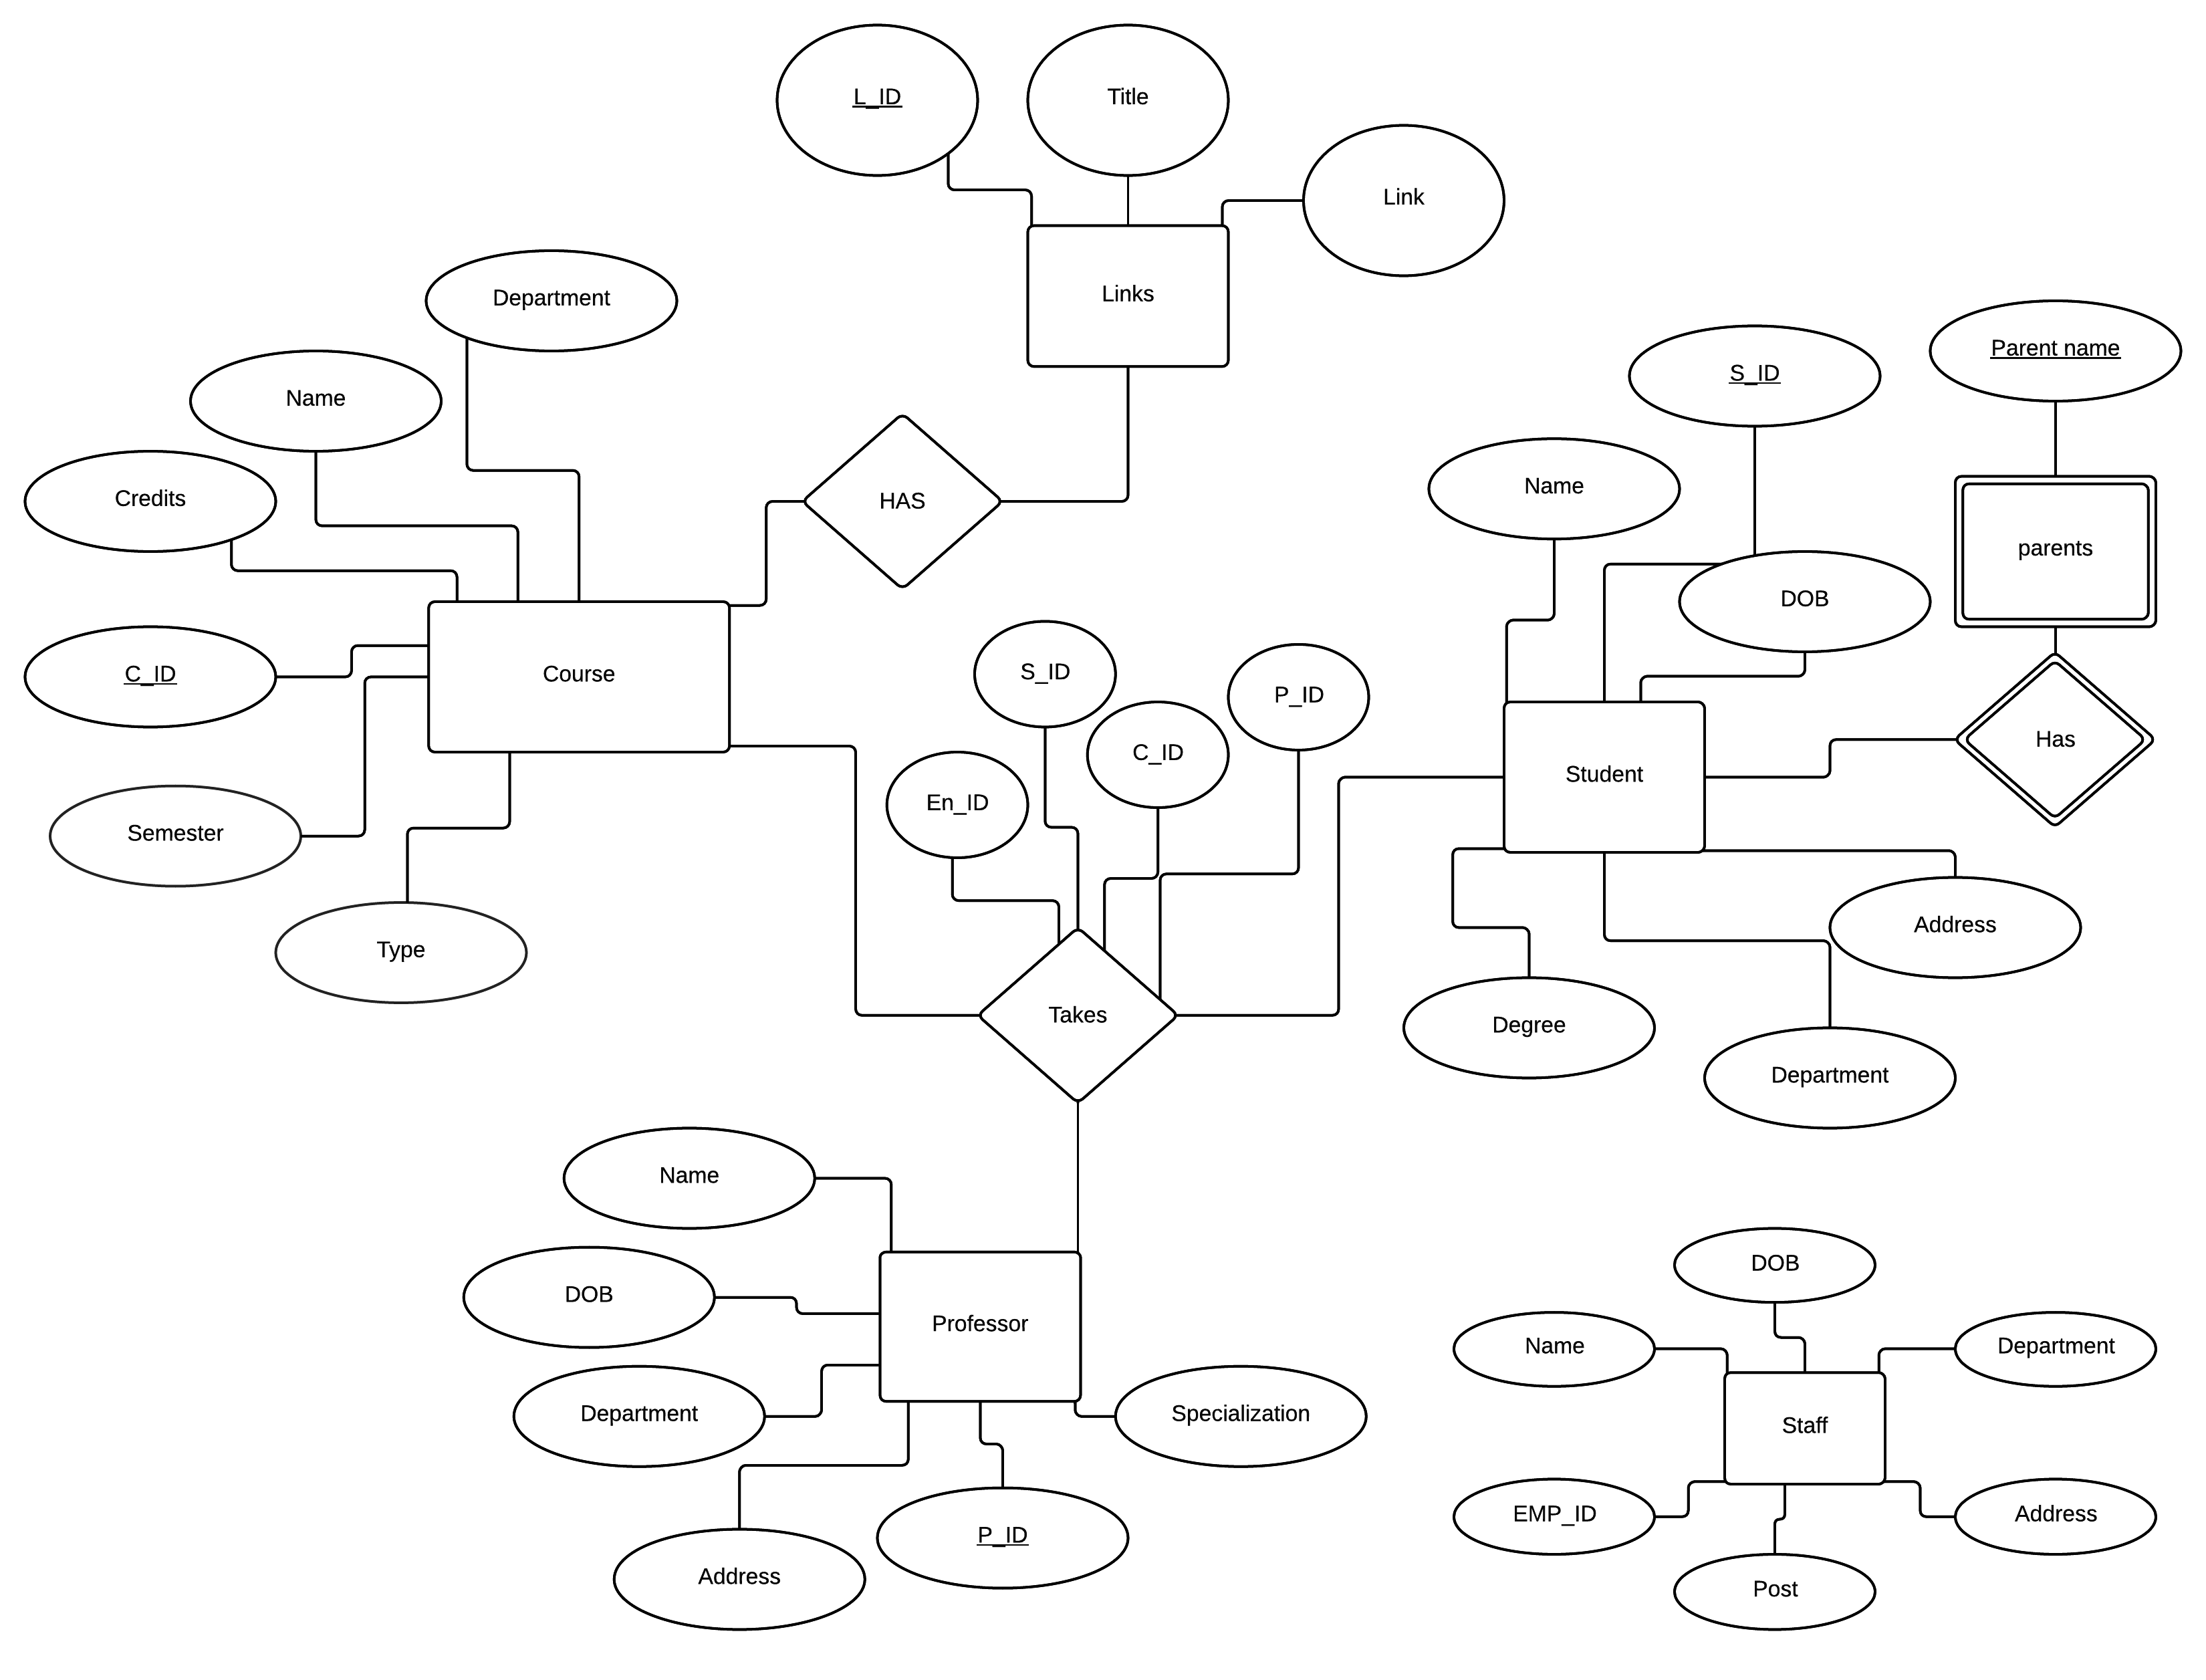 L_ID
Title
Link
Links
Department
Name
Credits
C_ID
Course
Semester
Type
HAS
S_ID
Parent name
Name
DOB
parents
Has
Student
Address
Degree
Department
S_ID
P_ID
C_ID
En_ID
Takes
Name
DOB
Professor
Department
Specialization
P_ID
Address
DOB
Name
Department
Staff
EMP_ID
Address
Post